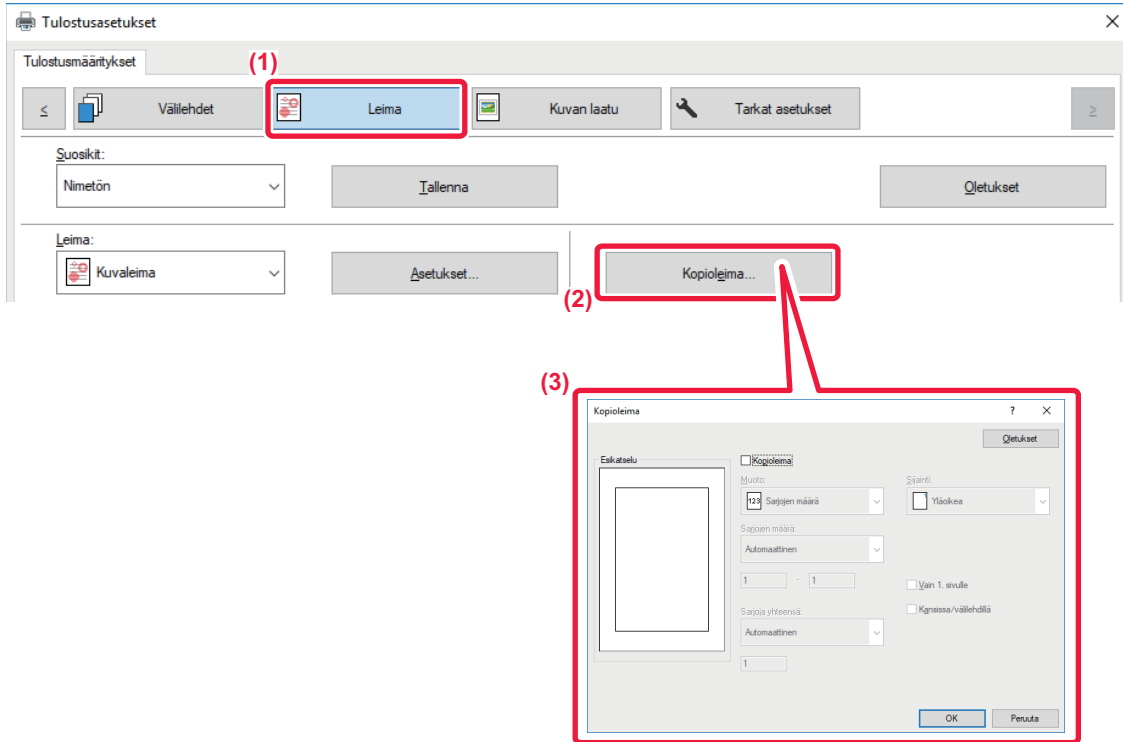 Tulostusasetukset
Tulostusmääritykset
(1)
≤ Välilehdet Leima Kuvan laatu Tarkat asetukset ≥
Suosikit:
Nimetön Tallenna Oletukset
Leima:
Kuvaleima Asetukset... Kopioleima...
(2)
(3)
Kopioleima ?
Oletukset
Esikatselu Kopioleima
Muoto: Sijainti:
123 Sarjojen määrä Yläoikea
Sarjojen määrä:
Automaattinen
1 - 1 Vain 1. sivulle
Sarjoja yhteensä: Kansissa/välilehdillä
Automaattinen
1
OK Peruuta